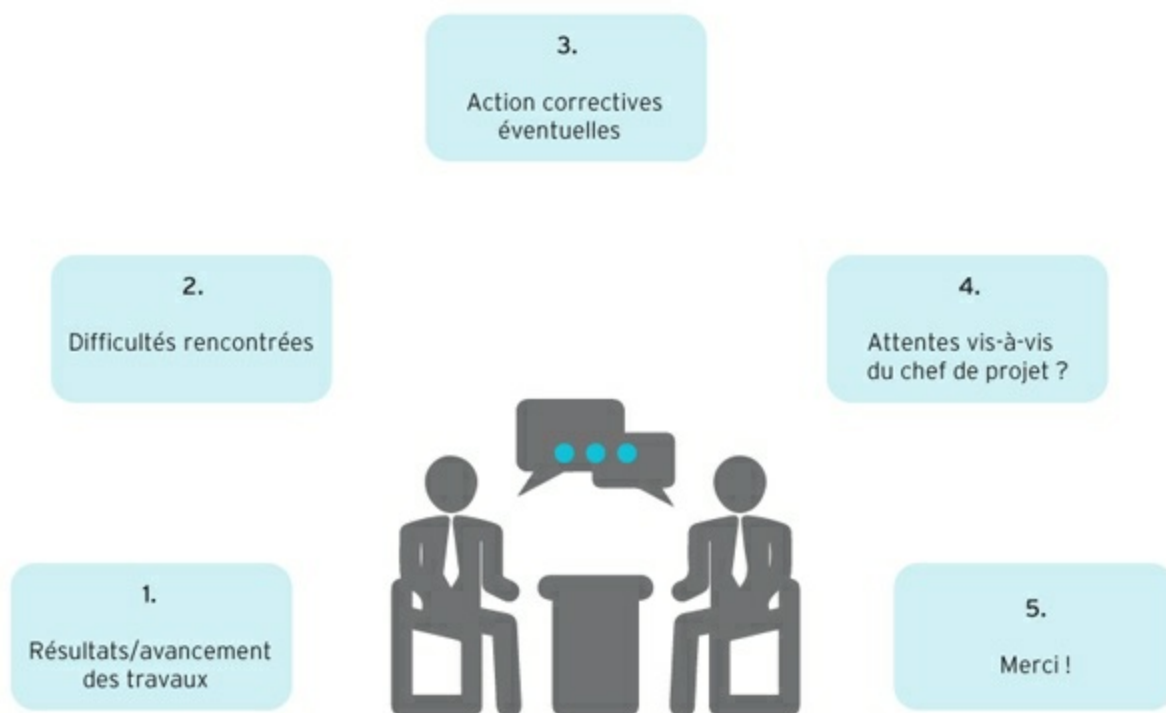 1.
Résultats/avancement
des travaux
2.
Difficultés rencontrées
3.
Action correctives
éventuelles
4.
Attentes vis-à-vis
du chef de projet ?
5.
Merci !